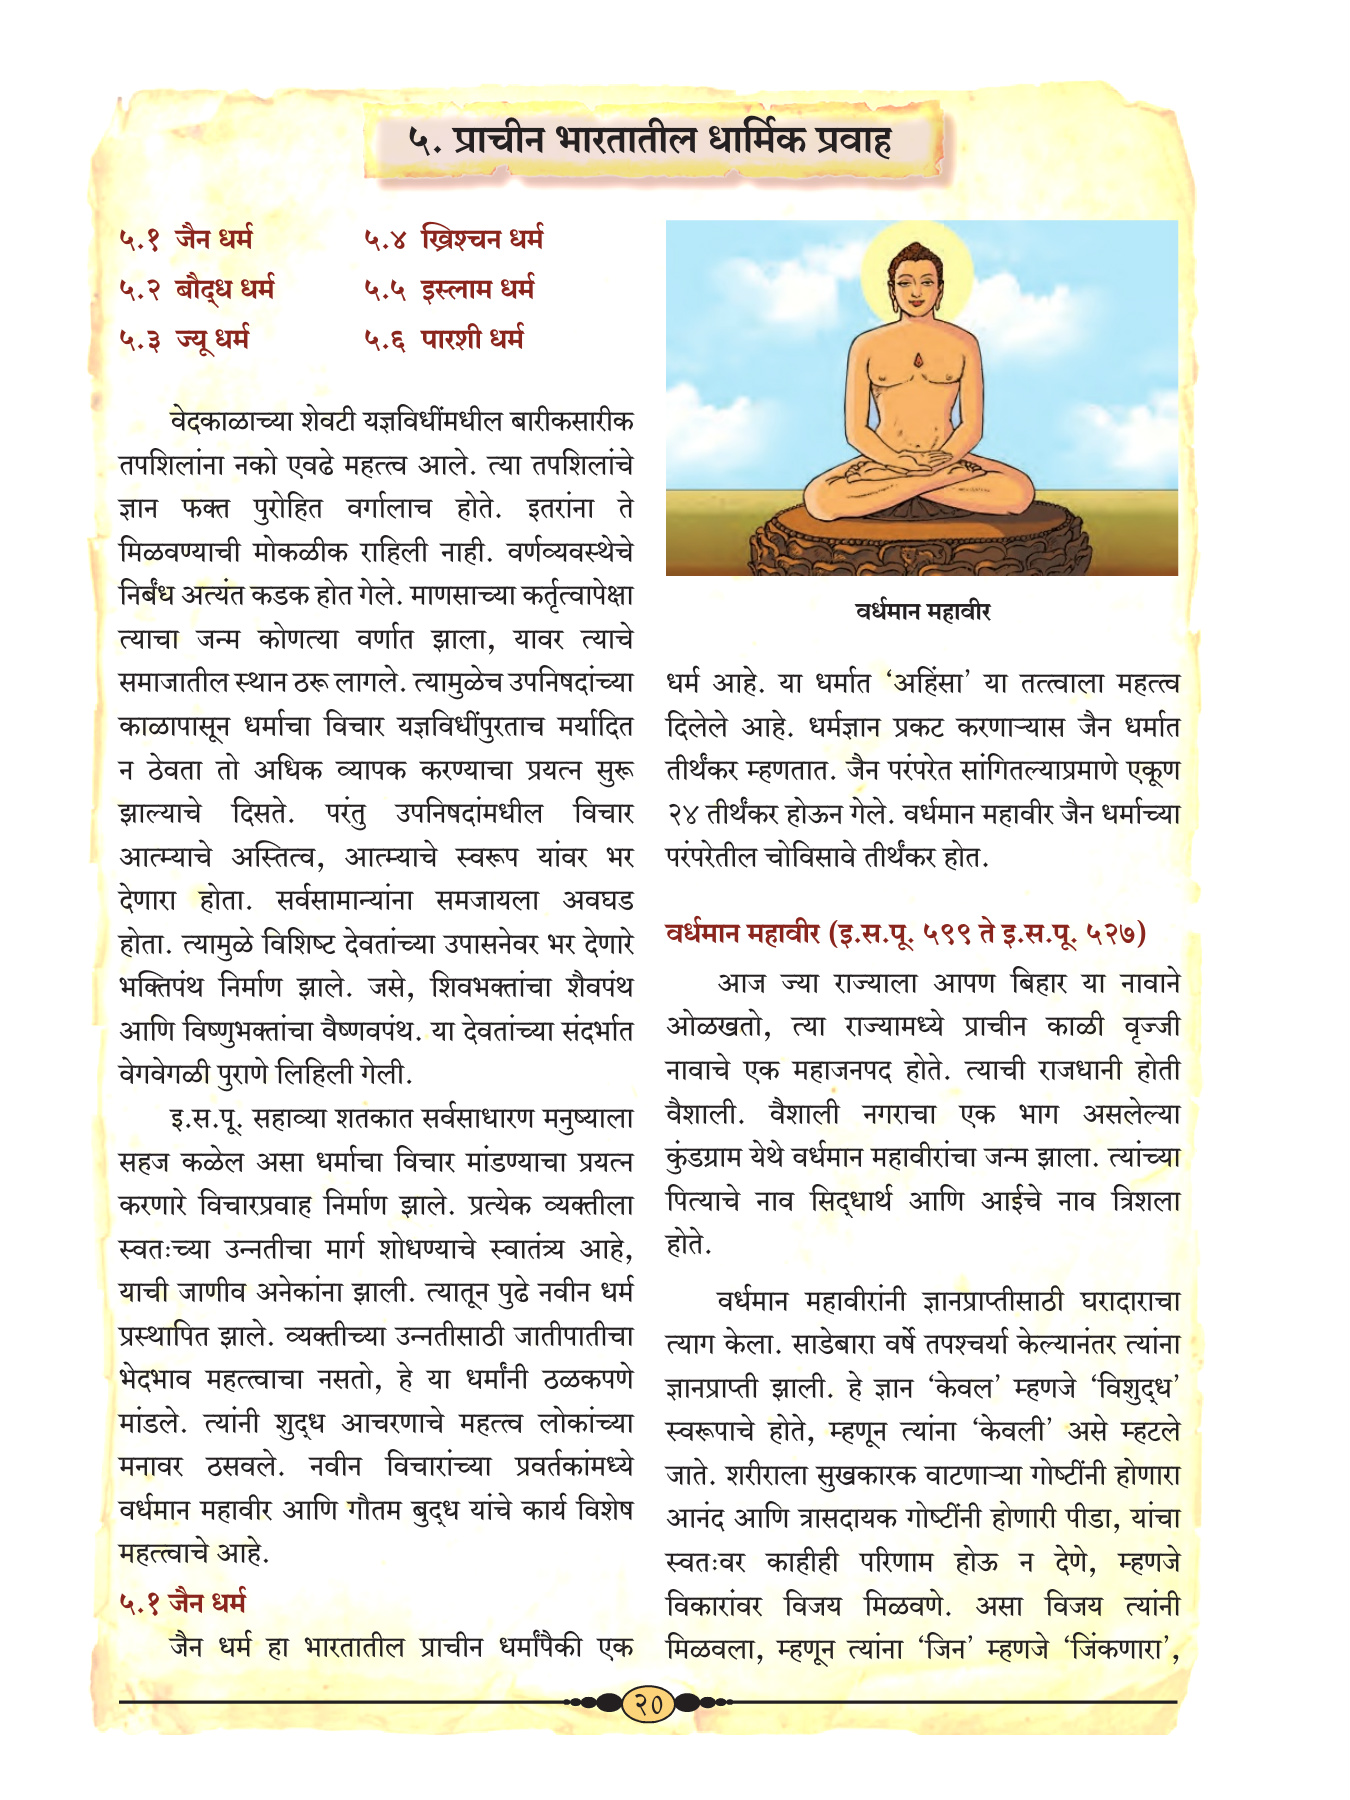 ५. प्राचीन भारतातील धार्मिक प्रवाह
५.१ जैन धर्म
५.२ बौद्ध धर्म
५.३ ज्यू धर्म
५.४ ख्रिश्चन धर्म
५.५ इस्लाम धर्म
५.६ पारशी धर्म
वेदकाळाच्या शेवटी यज्ञविधींमधील बारीकसारीक
तपशिलांना नको एवढे महत्त्व आले. त्या तपशिलांचे
ज्ञान फक्त पुरोहित वर्गालाच होते. इतरांना ते
मिळवण्याची मोकळीक राहिली नाही. वर्णव्यवस्थेचे
निर्बंध अत्यंत कडक होत गेले. माणसाच्या कर्तृत्वापेक्षा
त्याचा जन्म कोणत्या वर्णात झाला, यावर त्याचे
समाजातील स्थान ठरू लागले. त्यामुळेच उपनिषदांच्या
काळापासून धर्माचा विचार यज्ञविधींपुरताच मर्यादित
न ठेवता तो अधिक व्यापक करण्याचा प्रयत्न सुरू
झाल्याचे दिसते. परंतु उपनिषदांमधील विचार
आत्म्याचे अस्तित्व, आत्म्याचे स्वरूप यांवर भर
देणारा होता. सर्वसामान्यांना समजायला अवघड
होता. त्यामुळे विशिष्ट देवतांच्या उपासनेवर भर देणारे
भक्तिपंथ निर्माण झाले. जसे, शिवभक्तांचा शैवपंथ
आणि विष्णुभक्तांचा वैष्णवपंथ. या देवतांच्या संदर्भात
वेगवेगळी पुराणे लिहिली गेली.
इ.स.पू. सहाव्या शतकात सर्वसाधारण मनुष्याला
सहज कळेल असा धर्माचा विचार मांडण्याचा प्रयत्न
करणारे विचारप्रवाह निर्माण झाले. प्रत्येक व्यक्तीला
स्वतःच्या उन्नतीचा मार्ग शोधण्याचे स्वातंत्र्य आहे,
याची जाणीव अनेकांना झाली. त्यातून पुढे नवीन धर्म
प्रस्थापित झाले. व्यक्तीच्या उन्नतीसाठी जातीपातीचा
भेदभाव महत्त्वाचा नसतो, हे या धर्मांनी ठळकपणे
मांडले. त्यांनी शुद्ध आचरणाचे महत्त्व लोकांच्या
मनावर ठसवले. नवीन विचारांच्या प्रवर्तकांमध्ये
वर्धमान महावीर आणि गौतम बुद्ध यांचे कार्य विशेष
महत्त्वाचे आहे.
५.१ जैन धर्म
जैन धर्म हा भारतातील प्राचीन धर्मांपैकी एक
वर्धमान महावीर
धर्म आहे. या धर्मात ‘अहिंसा’ या तत्त्वाला महत्त्व
दिलेले आहे. धर्मज्ञान प्रकट करणाऱ्यास जैन धर्मात
तीर्थंकर म्हणतात. जैन परंपरेत सांगितल्याप्रमाणे एकूण
२४ तीर्थंकर होऊन गेले. वर्धमान महावीर जैन धर्माच्या
परंपरेतील चोविसावे तीर्थंकर होत.
वर्धमान महावीर (इ.स.पू. ५९९ ते इ.स.पू. ५२७)
आज ज्या राज्याला आपण बिहार या नावाने
ओळखतो, त्या राज्यामध्ये प्राचीन काळी वृज्जी
नावाचे एक महाजनपद होते. त्याची राजधानी होती
वैशाली. वैशाली नगराचा एक भाग असलेल्या
कुंडग्राम येथे वर्धमान महावीरांचा जन्म झाला. त्यांच्या
पित्याचे नाव सिद्धार्थ आणि आईचे नाव त्रिशला
होते.
वर्धमान महावीरांनी ज्ञानप्राप्तीसाठी घरादाराचा
त्याग केला. साडेबारा वर्षे तपश्चर्या केल्यानंतर त्यांना
ज्ञानप्राप्ती झाली. हे ज्ञान ‘केवल’ म्हणजे ‘विशुद्ध’
स्वरूपाचे होते, म्हणून त्यांना ‘केवली’ असे म्हटले
जाते. शरीराला सुखकारक वाटणाऱ्या गोष्टींनी होणारा
आनंद आणि त्रासदायक गोष्टींनी होणारी पीडा, यांचा
स्वतःवर काहीही परिणाम होऊ न देणे, म्हणजे
विकारांवर विजय मिळवणे. असा विजय त्यांनी
मिळवला, म्हणून त्यांना ‘जिन’ म्हणजे ‘जिंकणारा’,
२०